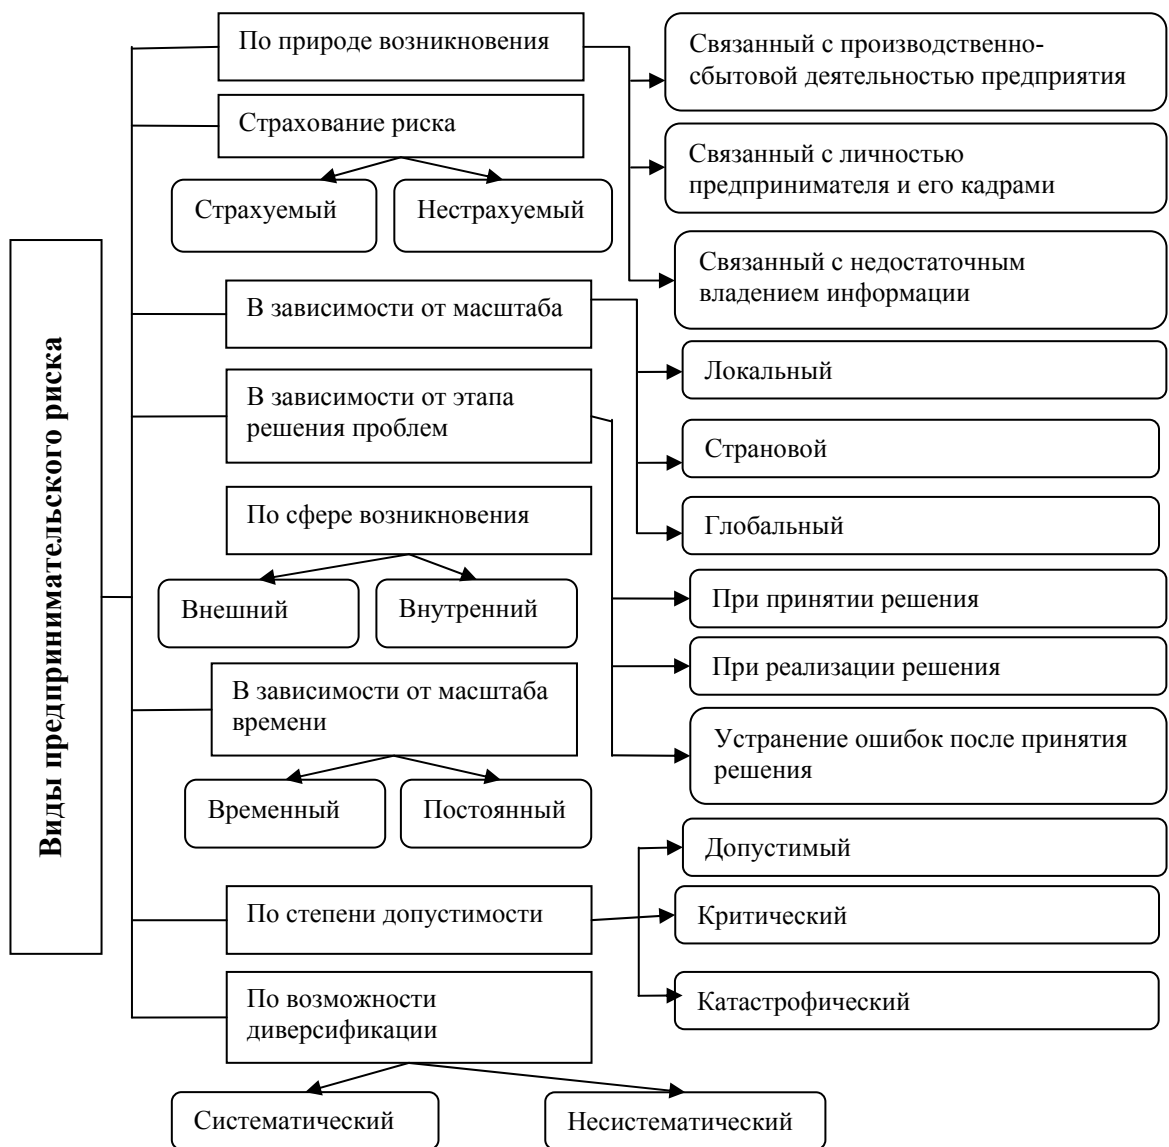 Виды предпринимательского риска
По природе возникновения
Связанный с производственно-
сбытовой деятельностью предприятия
Связанный с личностью
предпринимателя и его кадрами
Связанный с недостаточным
владением информации
Страхование риска
Страхуемый
Нестрахуемый
В зависимости от масштаба
Локальный
Страновой
Глобальный
В зависимости от этапа
решения проблем
При принятии решения
При реализации решения
Устранение ошибок после принятия
решения
По сфере возникновения
Внешний
Внутренний
В зависимости от масштаба
времени
Временный
Постоянный
По степени допустимости
Допустимый
Критический
Катастрофический
По возможности
диверсификации
Систематический
Несистематический